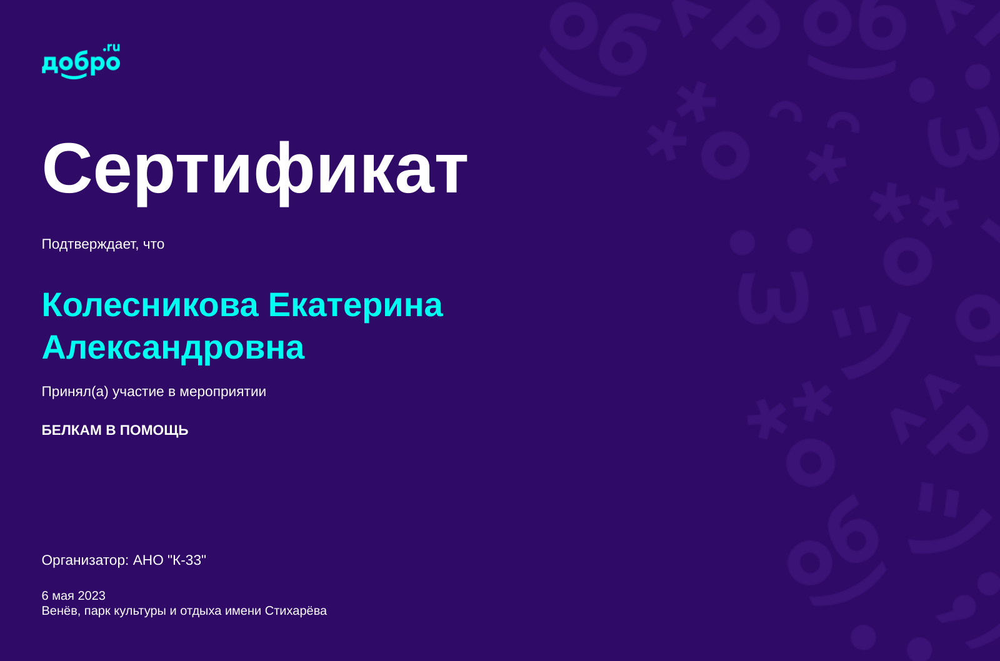 .ru
добро
Сертификат
Подтверждает, что
Колесникова Екатерина
Александровна
Принял(а) участие в мероприятии
БЕЛКАМ В ПОМОЩЬ
Организатор: АНО "К-33"
6 мая 2023
Венёв, парк культуры и отдыха имени Стихарёва